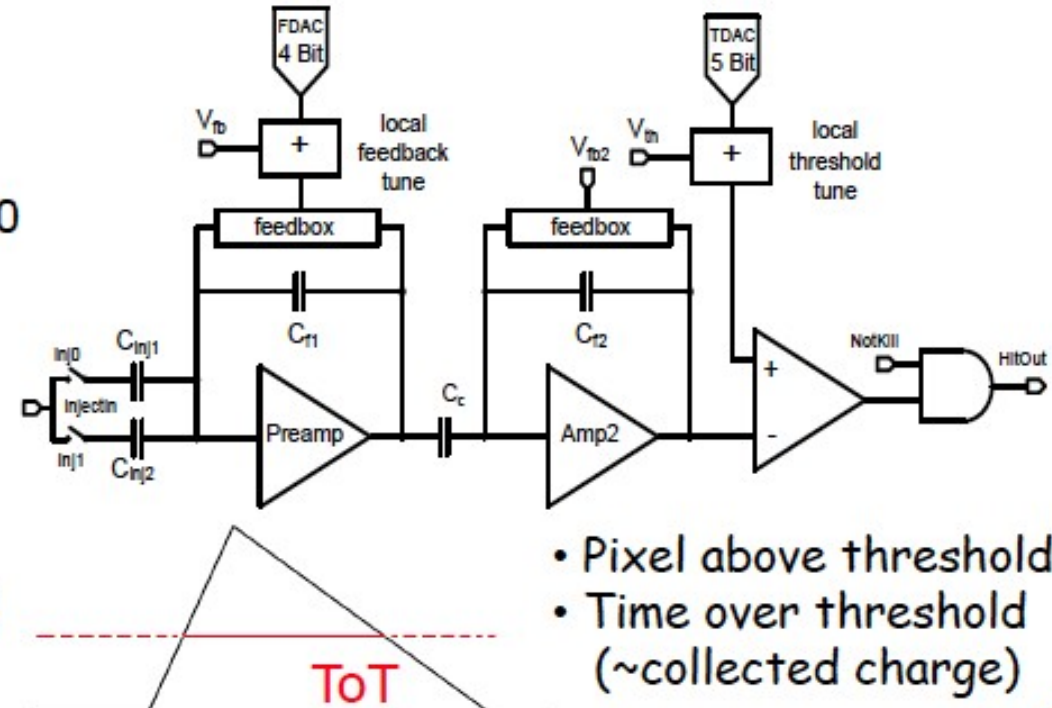 FDAC
4 Bit
TDAC
5 Bit
Vfb
+
local
feedback
tune
Vfb2
Vth
+
local
threshold
tune
0
feedbox
feedbox
Cf1
Cf2
Inj0
Cinj1
InjectIn
Inj1
Cinj2
Preamp
Cc
Amp2
+
-
NotKill
HitOut
• Pixel above threshold
• Time over threshold
(~collected charge)
ToT